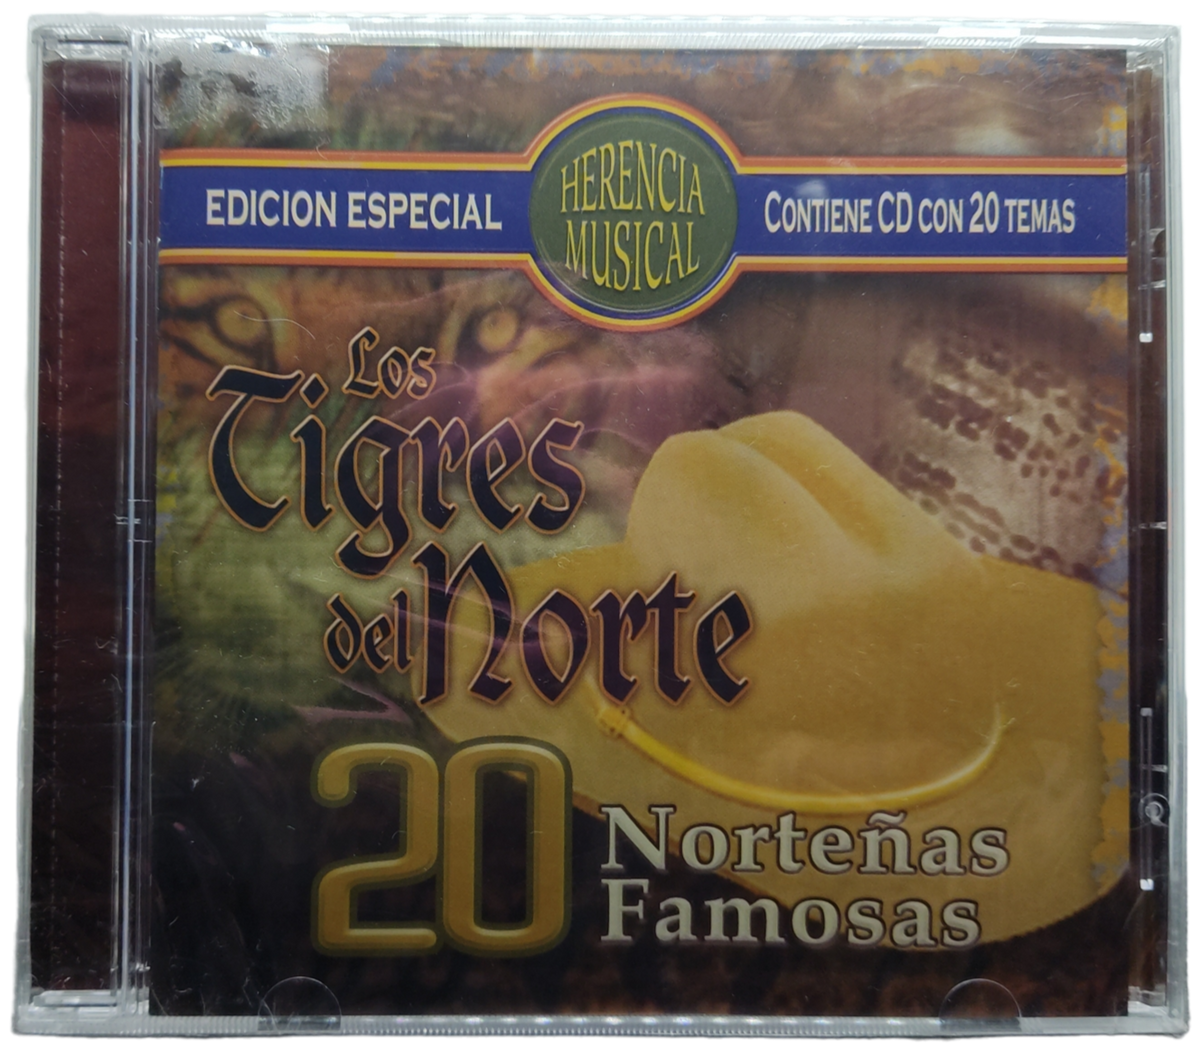 EDICION ESPECIAL
HERENCIA
MUSICAL
CONTIENE CD CON 20 TEMAS
Los
Tigres
del Norte
20
Norteñas
Famosas